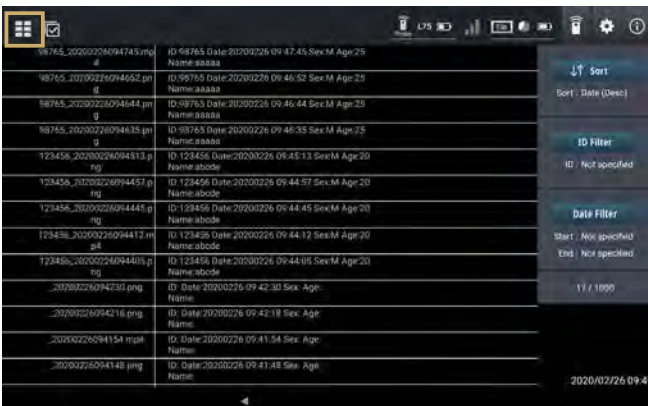 L75
98765_20200226094745.mp
4
ID:98765 Date:20200226 09:47:45 Sex:M Age:25
Name:aaaaa
98765_20200226094652.pn
g
ID:98765 Date:20200226 09:46:52 Sex:M Age:25
Name:aaaaa
98765_20200226094644.pn
g
ID:98765 Date:20200226 09:46:44 Sex:M Age:25
Name:aaaaa
98765_20200226094635.pn
g
ID:98765 Date:20200226 09:46:35 Sex:M Age:25
Name:aaaaa
123456_20200226094513.p
ng
ID:123456 Date:20200226 09:45:13 Sex:M Age:20
Name:abcde
123456_20200226094457.p
ng
ID:123456 Date:20200226 09:44:57 Sex:M Age:20
Name:abcde
123456_20200226094445.p
ng
ID:123456 Date:20200226 09:44:45 Sex:M Age:20
Name:abcde
123456_20200226094412.m
p4
ID:123456 Date:20200226 09:44:12 Sex:M Age:20
Name:abcde
123456_20200226094405.p
ng
ID:123456 Date:20200226 09:44:05 Sex:M Age:20
Name:abcde
_20200226094230.png
ID: Date:20200226 09:42:30 Sex: Age:
Name:
_20200226094218.png
ID: Date:20200226 09:42:18 Sex: Age:
Name:
_20200226094154.mp4
ID: Date:20200226 09:41:54 Sex: Age:
Name:
_20200226094148.png
ID: Date:20200226 09:41:48 Sex: Age:
Name:
↓↑ Sort
Sort : Date (Desc)
ID Filter
ID : Not specified
Date Filter
Start : Not specified
End : Not specified
17 / 1000
2020/02/26 09:4